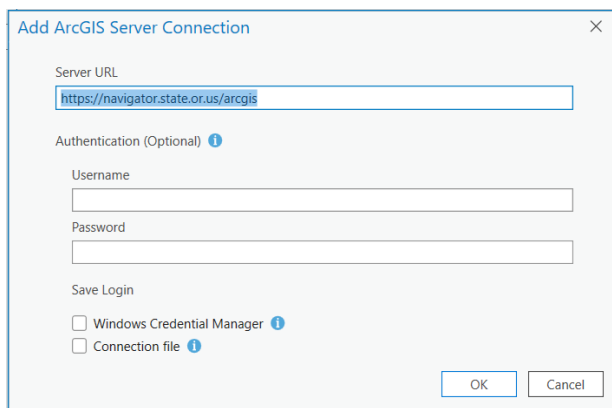 Add ArcGIS Server Connection
Server URL
https://navigator.state.or.us/arcgis
Authentication (Optional)
Username
Password
Save Login
Windows Credential Manager
Connection file
OK Cancel